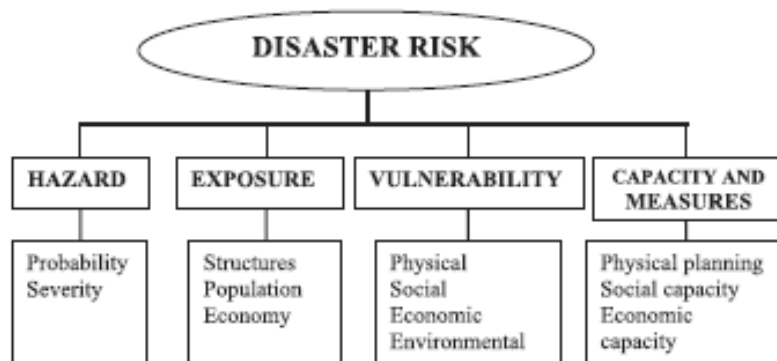 DISASTER RISK
HAZARD
EXPOSURE
VULNERABILITY
CAPACITY AND
MEASURES
Probability
Severity
Structures
Population
Economy
Physical
Social
Economic
Environmental
Physical planning
Social capacity
Economic
capacity